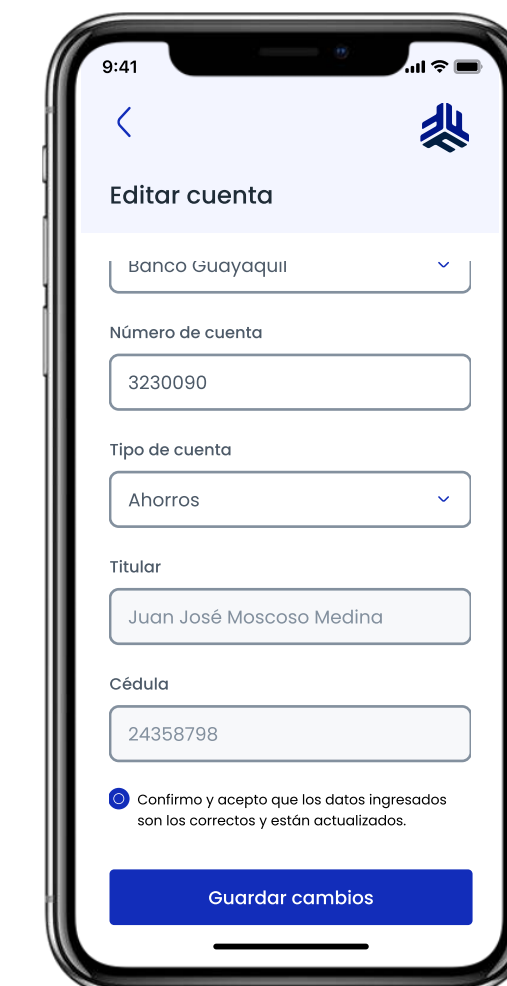 9:41
Editar cuenta
Banco Guayaquil
Número de cuenta
3230090
Tipo de cuenta
Ahorros
Titular
Juan José Moscoso Medina
Cédula
24358798
Confirmo y acepto que los datos ingresados
son los correctos y están actualizados.
Guardar cambios